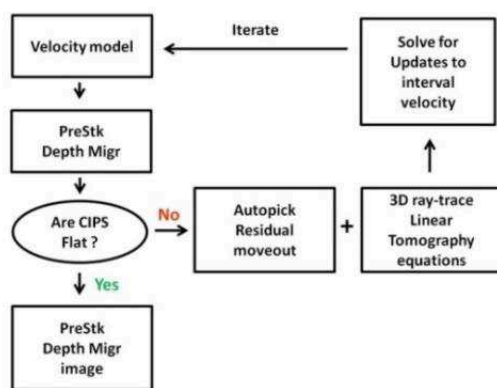 Velocity model
Iterate
Solve for
Updates to
interval
velocity
PreStk
Depth Migr
Are CIPS
Flat ?
No
Autopick
Residual
moveout
+
3D ray-trace
Linear
Tomography
equations
Yes
PreStk
Depth Migr
image